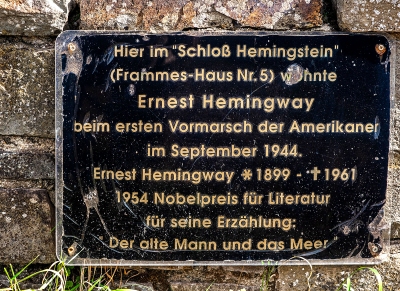 Hier im "Schloß Hemingstein"
(Frammes-Haus Nr. 5) wohnte
Ernest Hemingway
beim ersten Vormarsch der Amerikaner
im September 1944.
Ernest Hemingway ✶ 1899 - ✝ 1961
1954 Nobelpreis für Literatur
für seine Erzählung:
Der alte Mann und das Meer